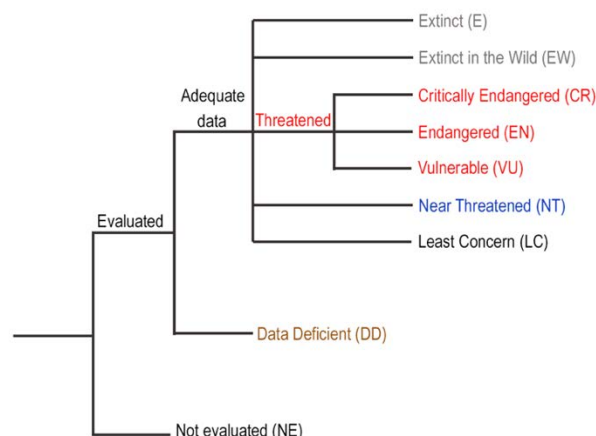 Extinct (E)
Extinct in the Wild (EW)
Adequate
data
Critically Endangered (CR)
Threatened
Endangered (EN)
Vulnerable (VU)
Near Threatened (NT)
Evaluated
Least Concern (LC)
Data Deficient (DD)
Not evaluated (NE)